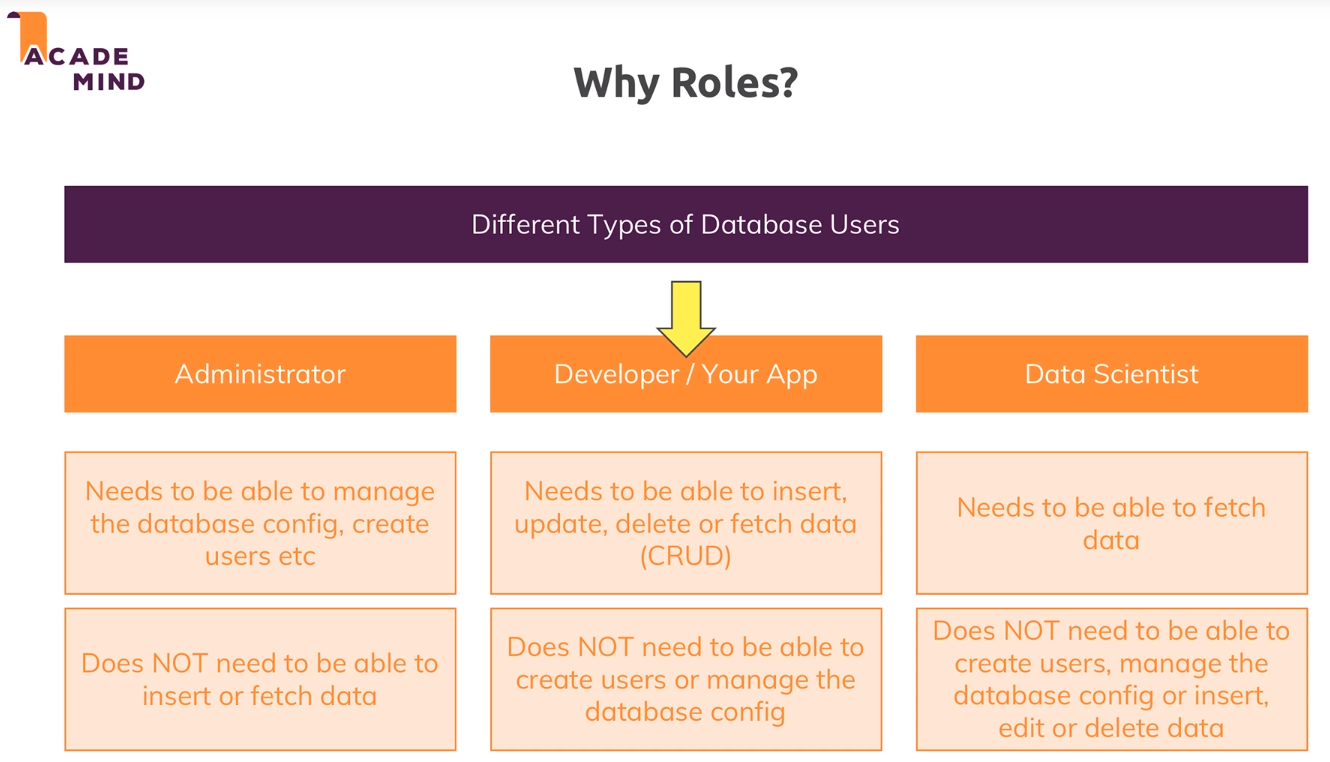 ACADE
MIND
Why Roles?
Different Types of Database Users
Administrator
Developer / Your App
Data Scientist
Needs to be able to manage
the database config, create
users etc
Needs to be able to insert,
update, delete or fetch data
(CRUD)
Needs to be able to fetch
data
Does NOT need to be able to
insert or fetch data
Does NOT need to be able to
create users or manage the
database config
Does NOT need to be able to
create users, manage the
database config or insert,
edit or delete data